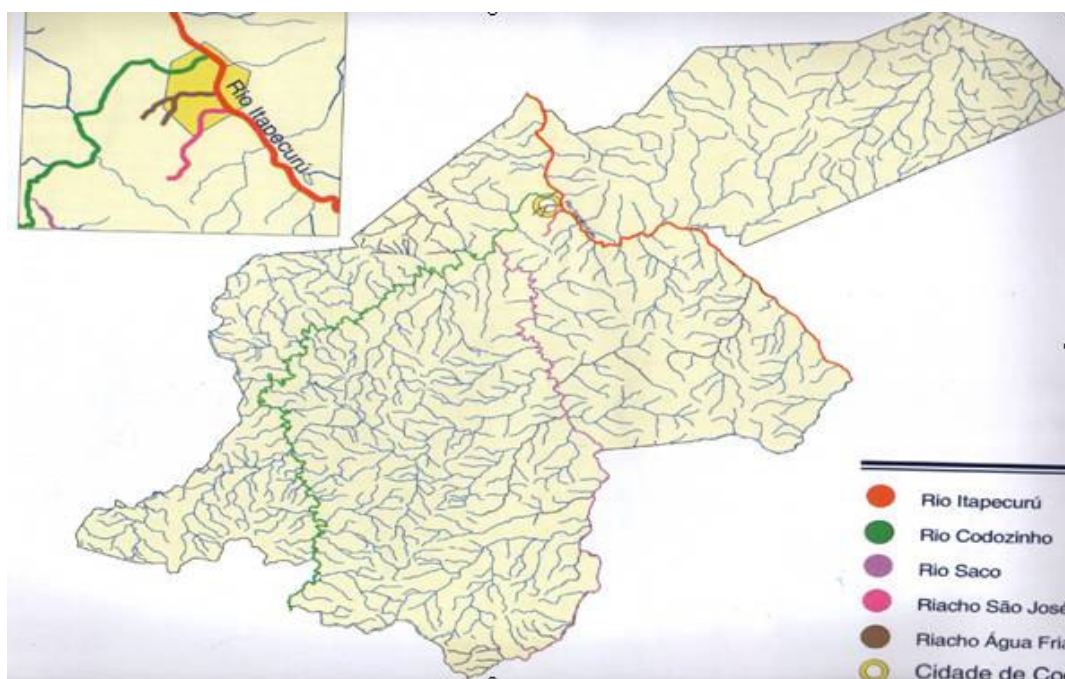 Rio Itapecurú
Rio Itapecurú
Rio Codozinho
Rio Saco
Riacho São José
Riacho Água Fria
Cidade de Co